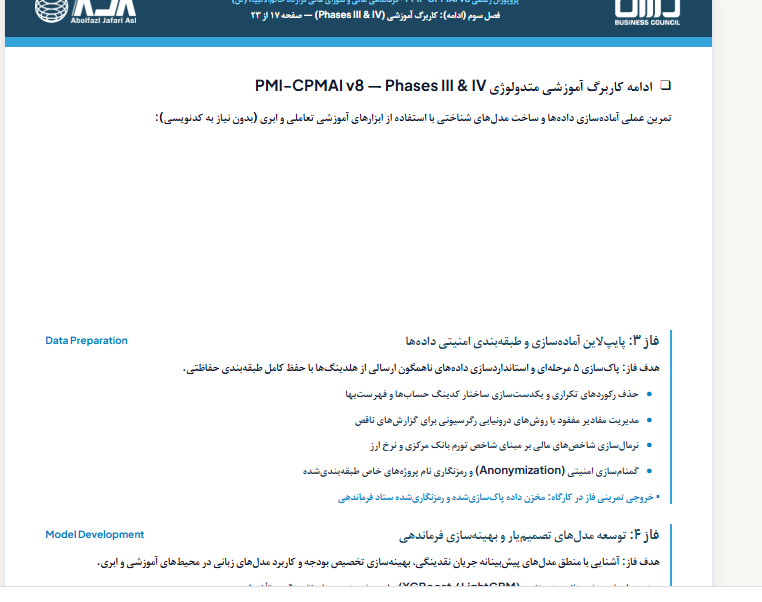 Abolfazl Jafari Asl
BUSINESS COUNCIL
فصل سوم (ادامه): کاربرگ آموزشی (Phases III & IV) — صفحه ۱۷ از ۲۳
❑ ادامه کاربرگ آموزشی متدولوژی PMI-CPMAI v8 — Phases III & IV
تمرین عملی آماده‌سازی داده‌ها و ساخت مدل‌های شناختی با استفاده از ابزارهای آموزشی تعاملی و ابری (بدون نیاز به کدنویسی):
فاز ۳: پایپ‌لاین آماده‌سازی و طبقه‌بندی امنیتی داده‌ها
Data Preparation
هدف فاز: پاک‌سازی ۵ مرحله‌ای و استانداردسازی داده‌های ناهمگون ارسالی از هلدینگ‌ها با حفظ کامل طبقه‌بندی حفاظتی.
• حذف رکوردهای تکراری و یکدست‌سازی ساختار کدینگ حساب‌ها و فهرست‌بها
• مدیریت مقادیر مفقود با روش‌های درونیابی رگرسیونی برای گزارش‌های ناقص
• نرمال‌سازی شاخص‌های مالی بر مبنای شاخص تورم بانک مرکزی و نرخ ارز
• گمنام‌سازی امنیتی (Anonymization) و رمزنگاری نام پروژه‌های خاص طبقه‌بندی‌شده
▪ خروجی تمرینی فاز در کارگاه: مخزن داده پاک‌سازی‌شده و رمزنگاری‌شده ستاد فرماندهی
فاز ۴: توسعه مدل‌های تصمیم‌یار و بهینه‌سازی فرماندهی
Model Development
هدف فاز: آشنایی با منطق مدل‌های پیش‌بینانه جریان نقدینگی، بهینه‌سازی تخصیص بودجه و کاربرد مدل‌های زبانی در محیط‌های آموزشی و ابری.
(XGBoost / LightGBM)